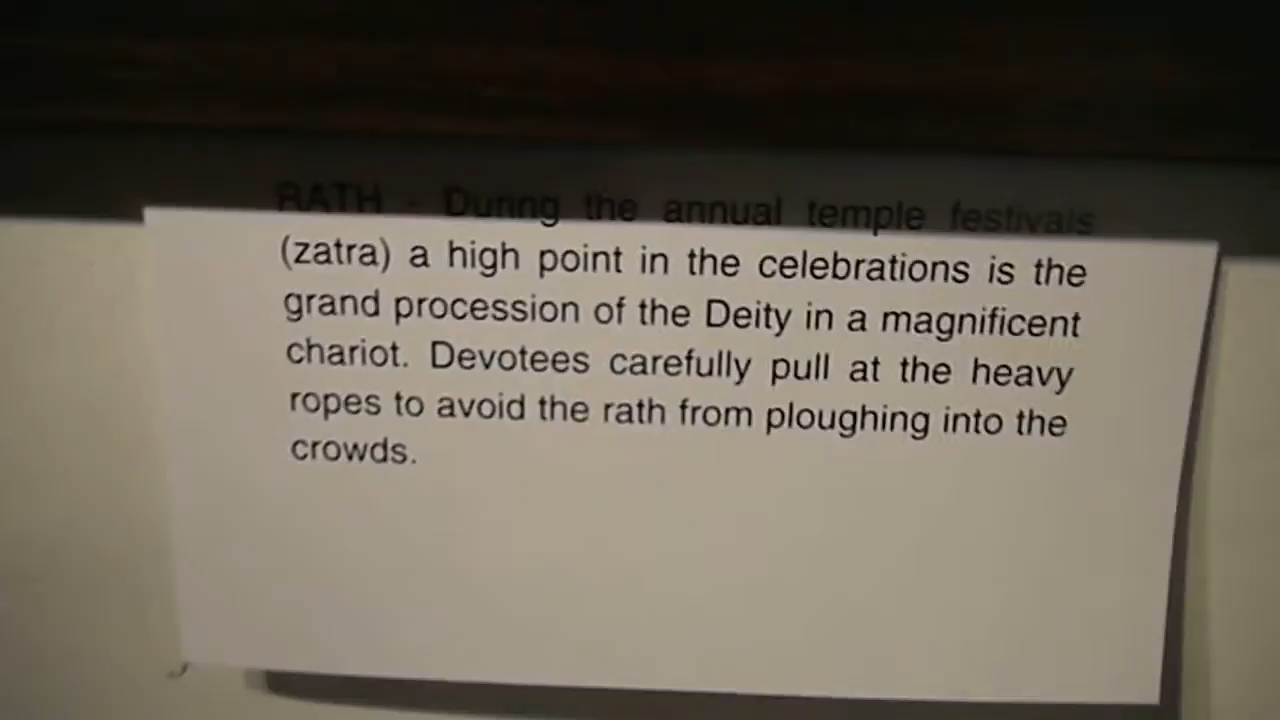 RATH - During the annual temple festivals
(zatra) a high point in the celebrations is the
grand procession of the Deity in a magnificent
chariot. Devotees carefully pull at the heavy
ropes to avoid the rath from ploughing into the
crowds.